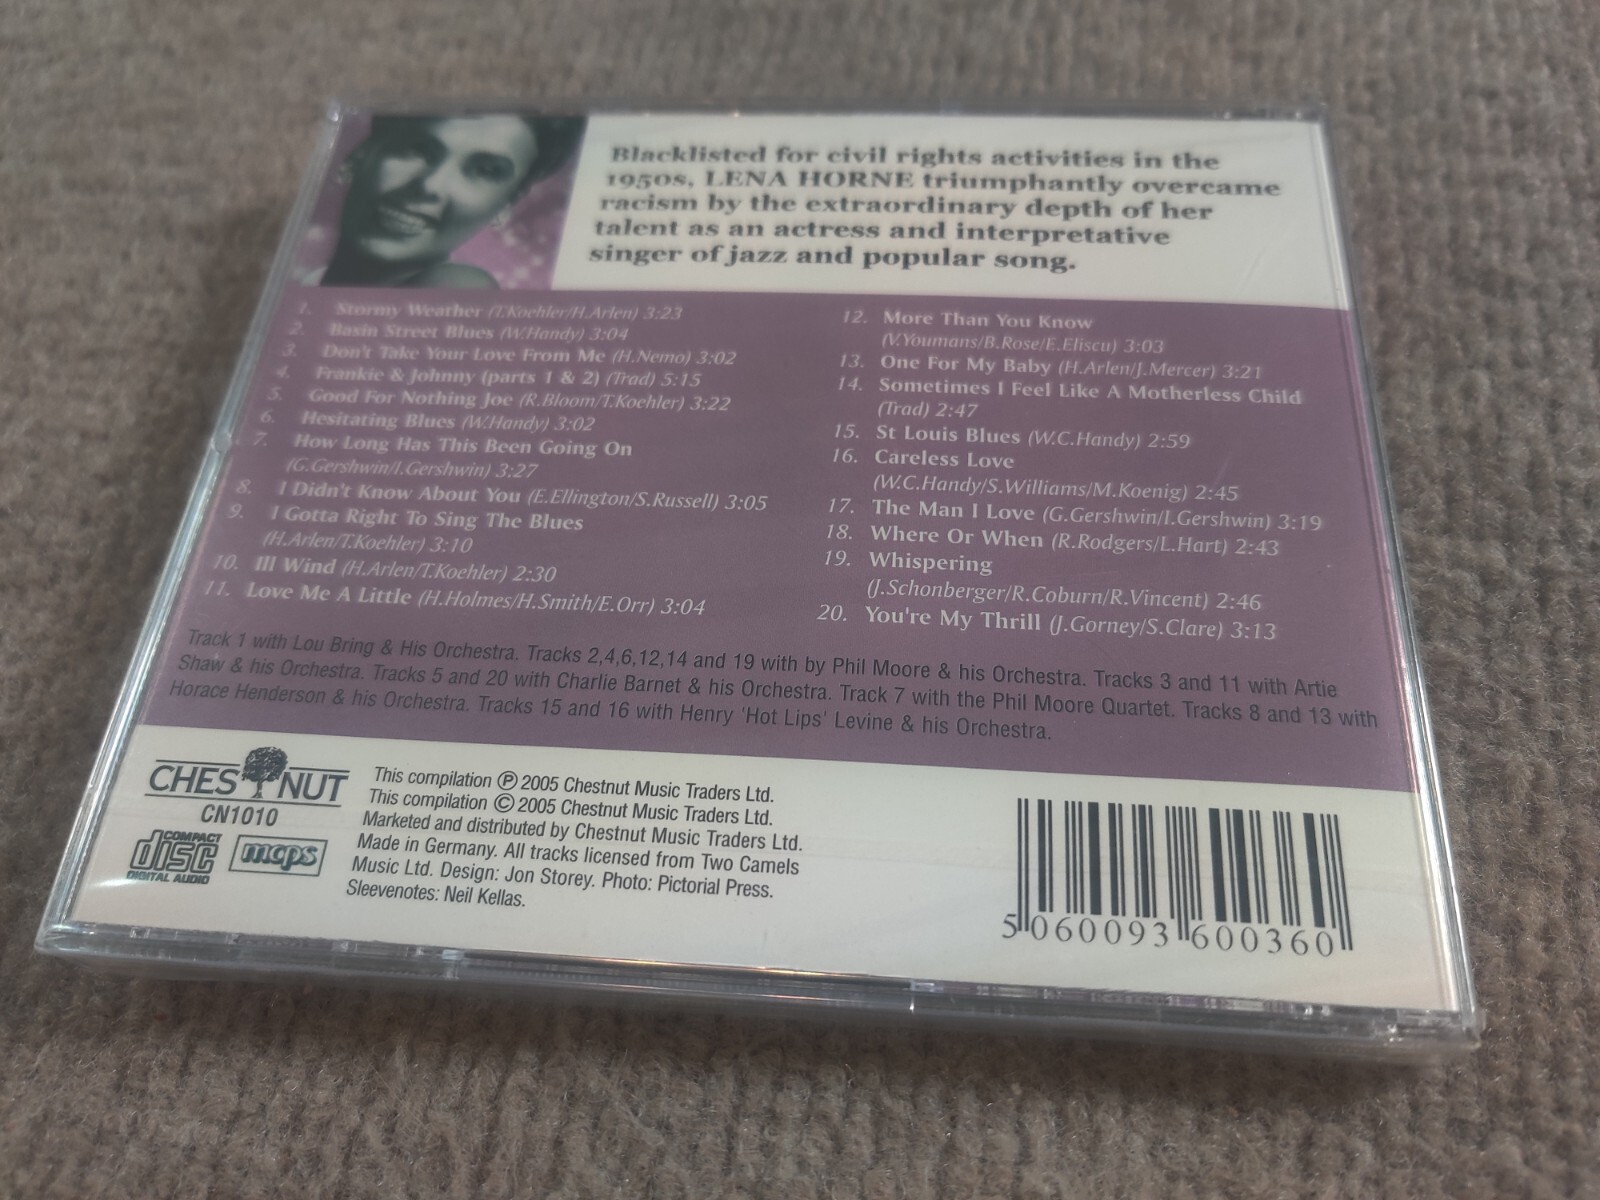 Blacklisted for civil rights activities in the
1950s, LENA HORNE triumphantly overcame
racism by the extraordinary depth of her
talent as an actress and interpretative
singer of jazz and popular song.
1. Stormy Weather (T.Koehler/H.Arlen) 3:23
2. Basin Street Blues (W.Handy) 3:04
3. Don't Take Your Love From Me (H.Nemo) 3:02
4. Frankie & Johnny (parts 1 & 2) (Trad) 5:15
5. Good For Nothing Joe (R.Bloom/T.Koehler) 3:22
6. Hesitating Blues (W.Handy) 3:02
7. How Long Has This Been Going On
(G.Gershwin/I.Gershwin) 3:27
8. I Didn't Know About You (E.Ellington/S.Russell) 3:05
9. I Gotta Right To Sing The Blues
(H.Arlen/T.Koehler) 3:10
10. Ill Wind (H.Arlen/T.Koehler) 2:30
11. Love Me A Little (H.Holmes/H.Smith/E.Orr) 3:04
12. More Than You Know
(V.Youmans/B.Rose/E.Eliscu) 3:03
13. One For My Baby (H.Arlen/J.Mercer) 3:21
14. Sometimes I Feel Like A Motherless Child
(Trad) 2:47
15. St Louis Blues (W.C.Handy) 2:59
16. Careless Love
(W.C.Handy/S.Williams/M.Koenig) 2:45
17. The Man I Love (G.Gershwin/I.Gershwin) 3:19
18. Where Or When (R.Rodgers/L.Hart) 2:43
19. Whispering
(J.Schonberger/R.Coburn/R.Vincent) 2:46
20. You're My Thrill (J.Gorney/S.Clare) 3:13
Track 1 with Lou Bring & His Orchestra. Tracks 2,4,6,12,14 and 19 with by Phil Moore & his Orchestra. Tracks 3 and 11 with Artie
Shaw & his Orchestra. Tracks 5 and 20 with Charlie Barnet & his Orchestra. Track 7 with the Phil Moore Quartet. Tracks 8 and 13 with
Horace Henderson & his Orchestra. Tracks 15 and 16 with Henry 'Hot Lips' Levine & his Orchestra.
CHESTNUT
CN1010
COMPACT
disc
DIGITAL AUDIO
mcps
This compilation ℗ 2005 Chestnut Music Traders Ltd.
This compilation © 2005 Chestnut Music Traders Ltd.
Marketed and distributed by Chestnut Music Traders Ltd.
Made in Germany. All tracks licensed from Two Camels
Music Ltd. Design: Jon Storey. Photo: Pictorial Press.
Sleevenotes: Neil Kellas.
5 060093 600360